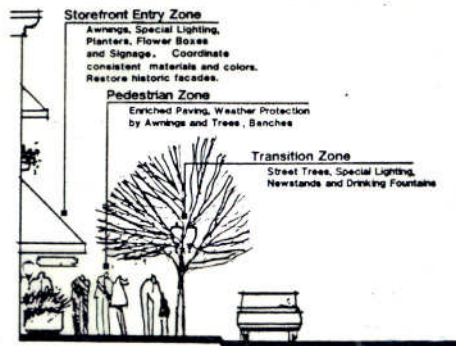 Storefront Entry Zone
Awnings, Special Lighting,
Planters, Flower Boxes
and Signage. Coordinate
consistent materials and colors.
Restore historic facades.
Pedestrian Zone
Enriched Paving, Weather Protection
by Awnings and Trees, Benches
Transition Zone
Street Trees, Special Lighting,
Newstands and Drinking Fountains